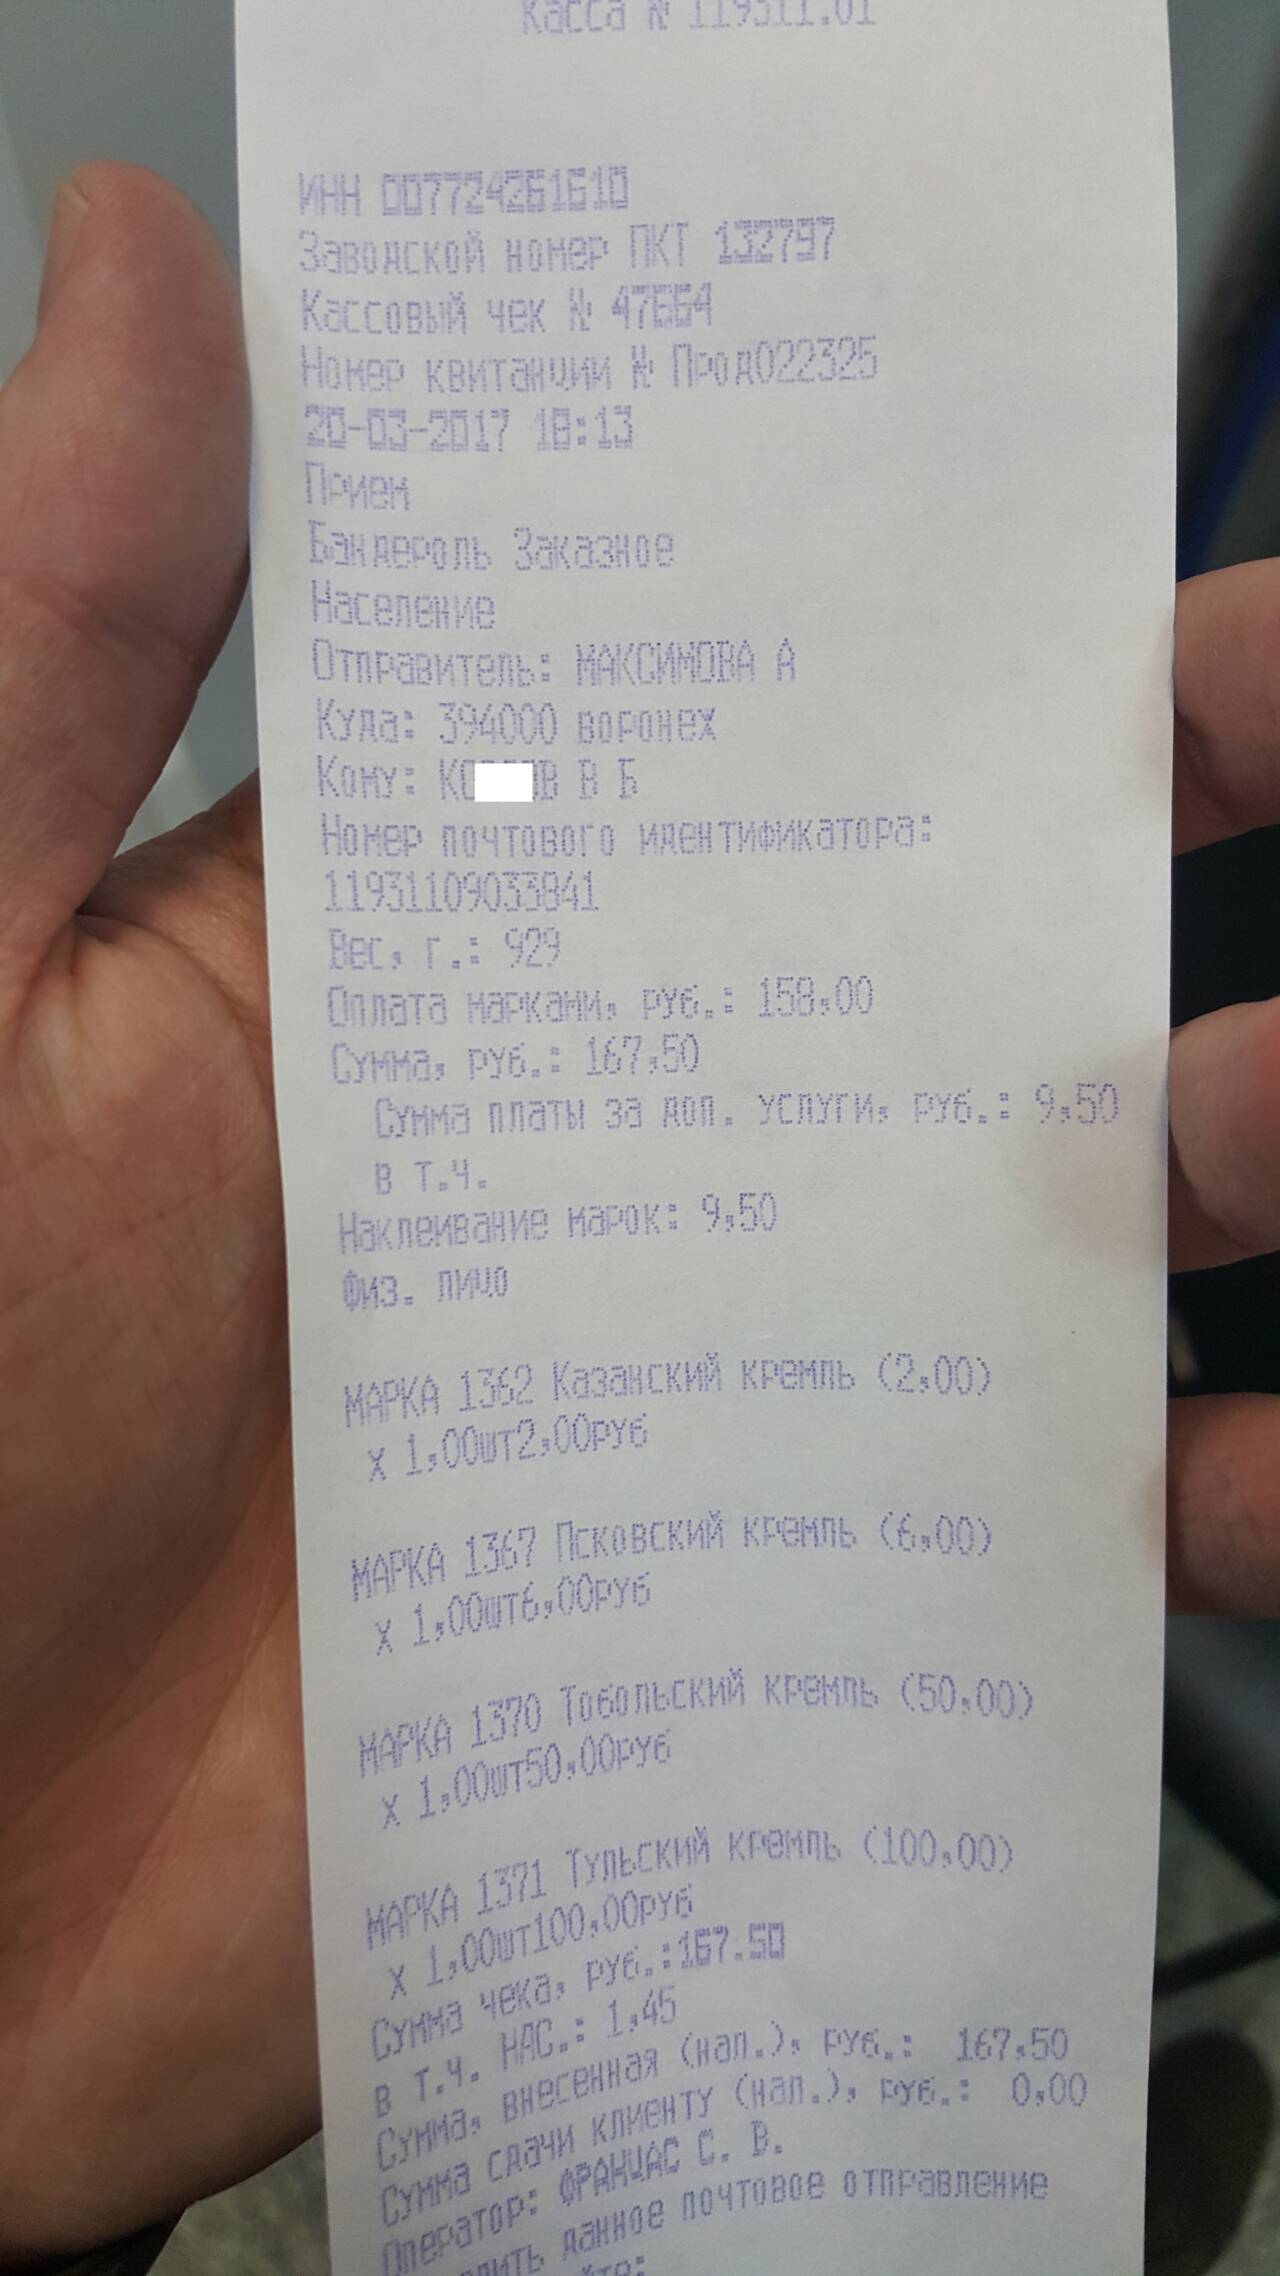 Касса № 119311.01
ИНН 007724261610
Заводской номер ПКТ 132797
Кассовый чек № 47664
Номер квитанции № Прод022325
20-03-2017 18:13
Прием
Бандероль Заказное
Население
Отправитель: МАКСИМОВА А
Куда: 394000 воронеж
Кому: В Б
Номер почтового идентификатора:
11931109033841
Вес, г.: 929
Оплата марками, руб.: 158,00
Сумма, руб.: 167,50
Сумма платы за доп. услуги, руб.: 9,50
в т.ч.
Наклеивание марок: 9,50
Физ. лицо
МАРКА 1362 Казанский кремль (2,00)
х 1,00шт2,00руб
МАРКА 1367 Псковский кремль (6,00)
х 1,00шт6,00руб
МАРКА 1370 Тобольский кремль (50,00)
х 1,00шт50,00руб
МАРКА 1371 Тульский кремль (100,00)
х 1,00шт100,00руб
Сумма чека, руб.:167.50
в т.ч. НДС.: 1,45
Сумма, внесенная (нал.), руб.: 167,50
Сумма сдачи клиенту (нал.), руб.: 0,00
Оператор: ФРАНЦАС С. В.
данное почтовое отправление